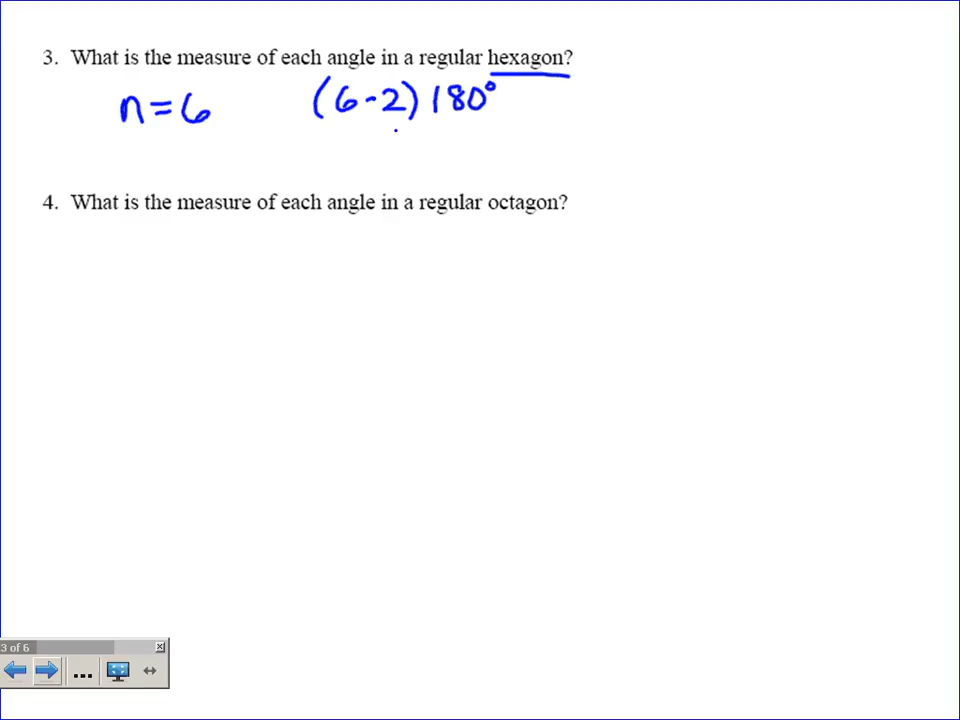 3. What is the measure of each angle in a regular hexagon?
n=6 (6-2)180°
4. What is the measure of each angle in a regular octagon?
3 of 6
...